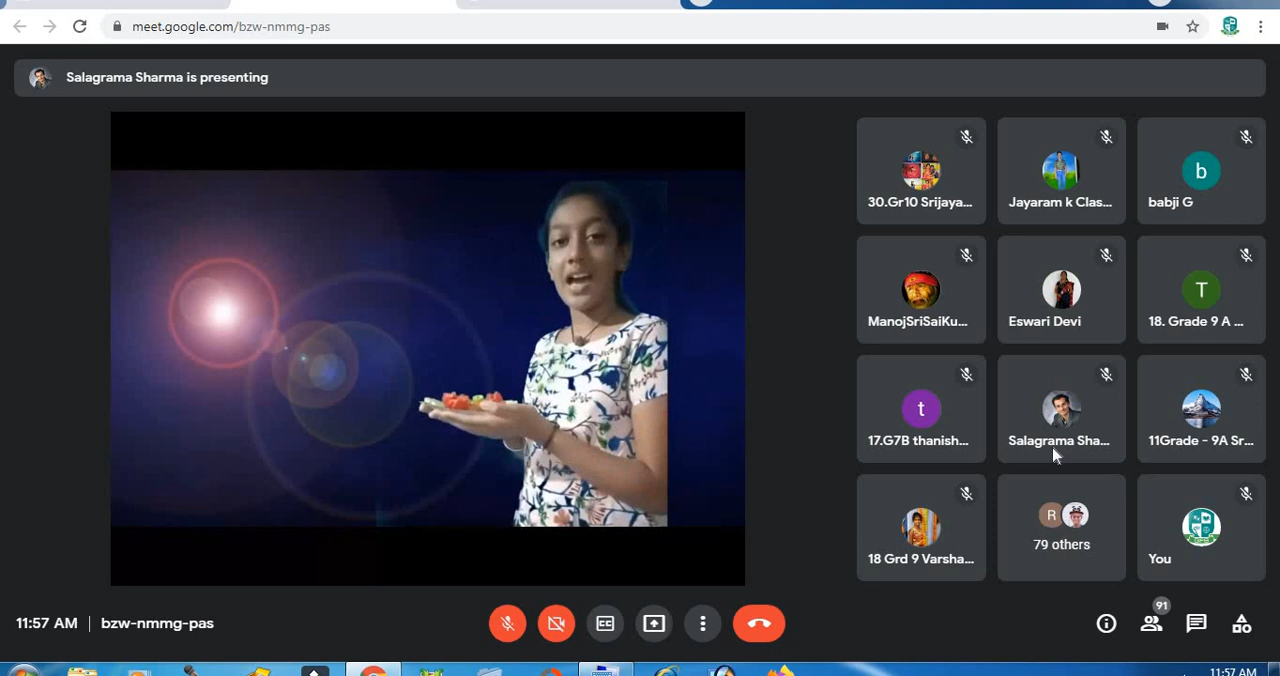 meet.google.com/bzw-nmmg-pas
Salagrama Sharma is presenting
30.Gr10 Srijaya...
Jayaram k Clas...
b
babji G
ManojSriSaiKu...
Eswari Devi
T
18. Grade 9 A ...
t
17.G7B thanish...
Salagrama Sha...
11Grade - 9A Sr...
18 Grd 9 Varsha...
R
79 others
You
11:57 AM | bzw-nmmg-pas
91
11:57 AM